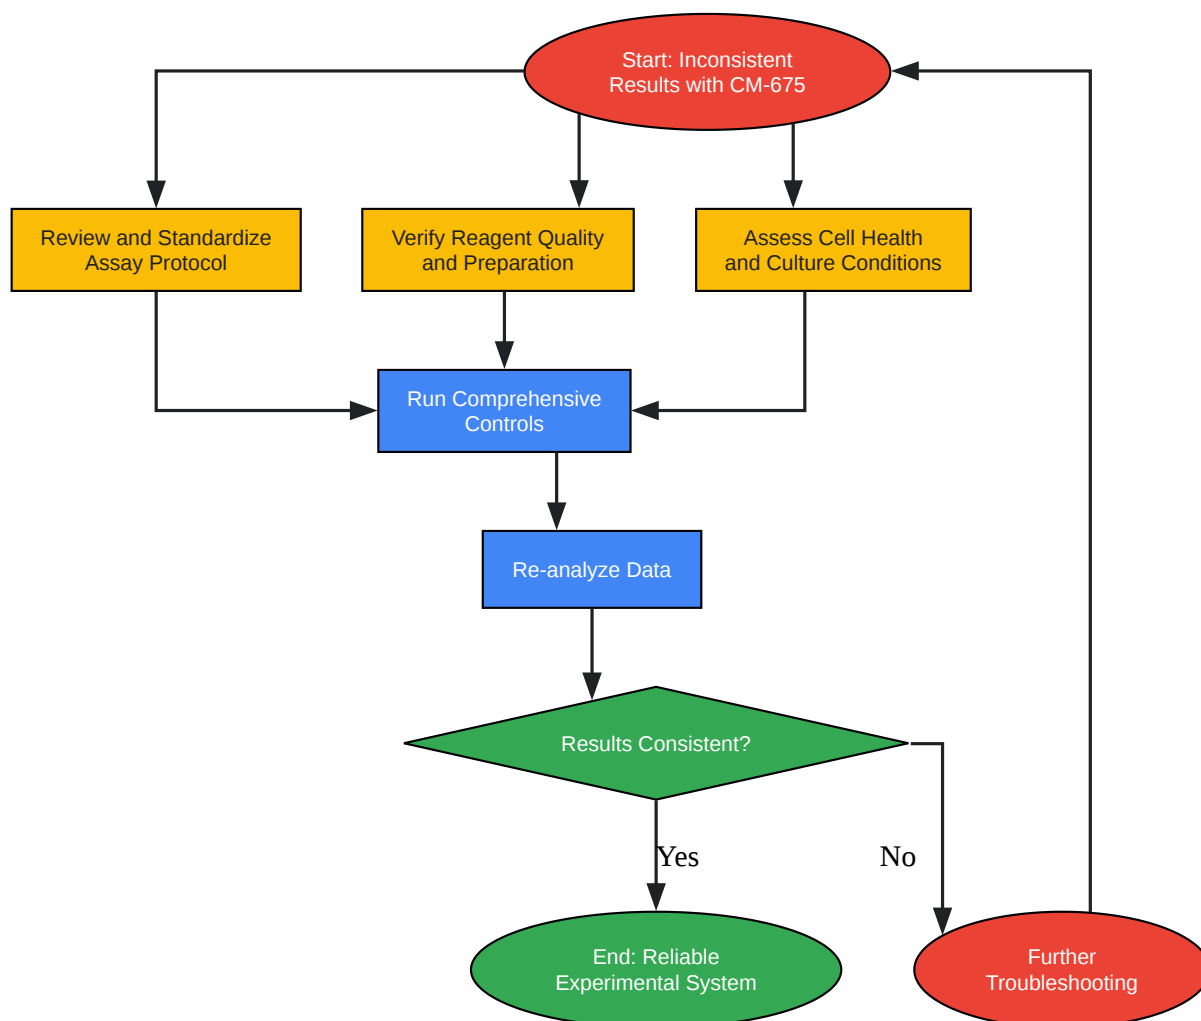 Start: Inconsistent
Results with CM-675
Review and Standardize
Assay Protocol
Verify Reagent Quality
and Preparation
Assess Cell Health
and Culture Conditions
Run Comprehensive
Controls
Re-analyze Data
Results Consistent?
Yes
No
End: Reliable
Experimental System
Further
Troubleshooting